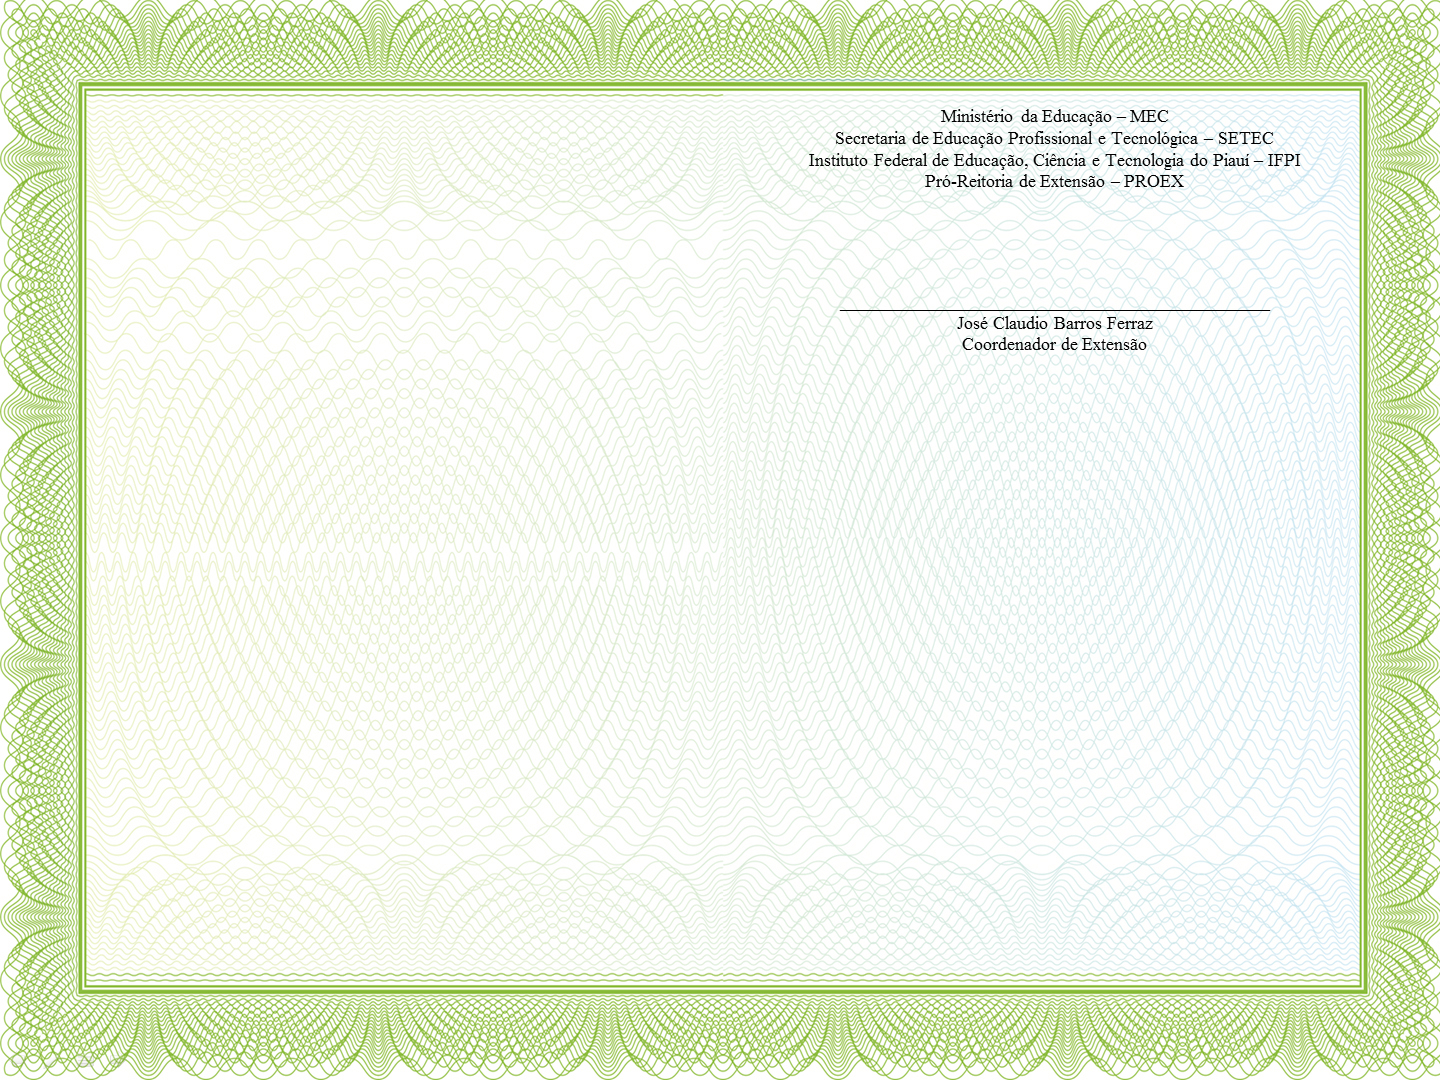 Ministério da Educação – MEC
Secretaria de Educação Profissional e Tecnológica – SETEC
Instituto Federal de Educação, Ciência e Tecnologia do Piauí – IFPI
Pró-Reitoria de Extensão – PROEX
José Claudio Barros Ferraz
Coordenador de Extensão